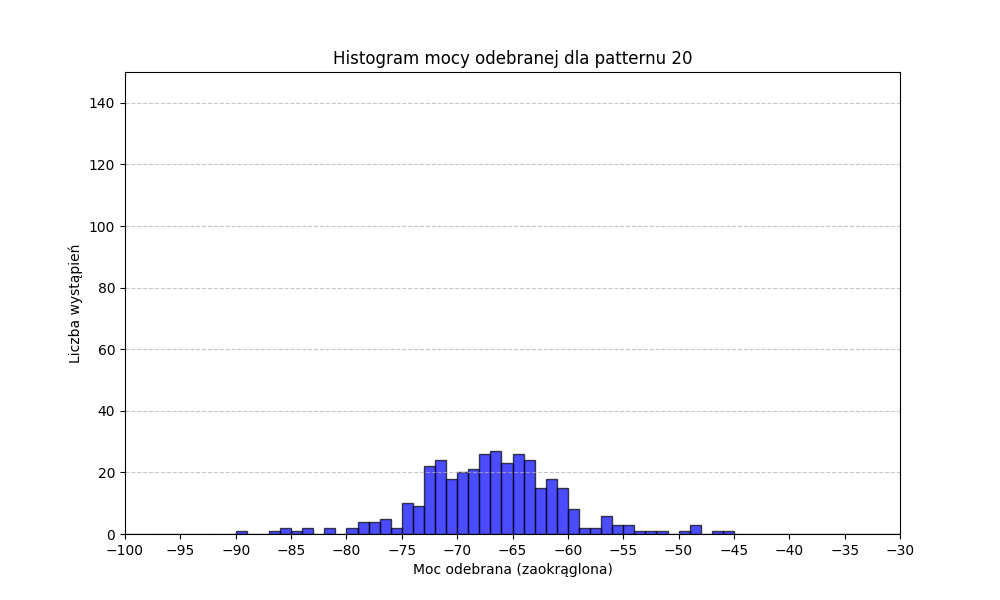 Histogram mocy odebranej dla patternu 20
140
120
100
80
60
40
20
0
Liczba wystąpień
−100 −95 −90 −85 −80 −75 −70 −65 −60 −55 −50 −45 −40 −35 −30
Moc odebrana (zaokrąglona)